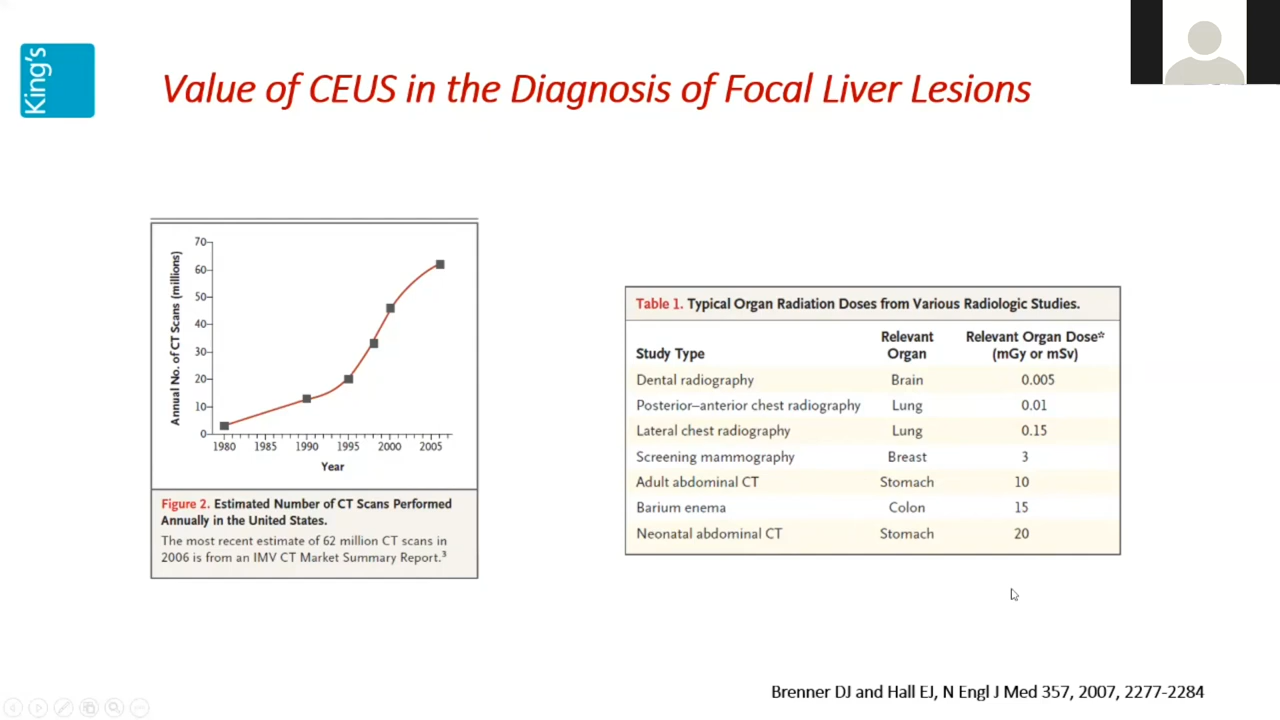 King's
Value of CEUS in the Diagnosis of Focal Liver Lesions
Annual No. of CT Scans (millions)
70
60
50
40
30
20
10
0
1980 1985 1990 1995 2000 2005
Year
Figure 2. Estimated Number of CT Scans Performed
Annually in the United States.
The most recent estimate of 62 million CT scans in
2006 is from an IMV CT Market Summary Report.³
Table 1. Typical Organ Radiation Doses from Various Radiologic Studies.
Study Type Relevant Organ Relevant Organ Dose* (mGy or mSv)
Dental radiography Brain 0.005
Posterior–anterior chest radiography Lung 0.01
Lateral chest radiography Lung 0.15
Screening mammography Breast 3
Adult abdominal CT Stomach 10
Barium enema Colon 15
Neonatal abdominal CT Stomach 20
Brenner DJ and Hall EJ, N Engl J Med 357, 2007, 2277-2284